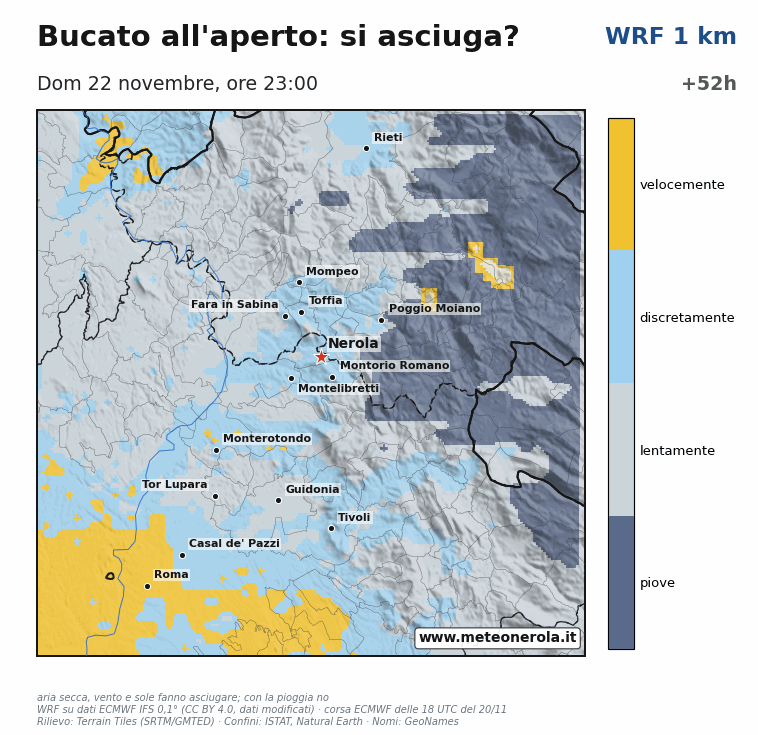 Bucato all'aperto: si asciuga?
WRF 1 km
Dom 22 novembre, ore 23:00
+52h
Rieti
Mompeo
Fara in Sabina
Toffia
Poggio Moiano
Nerola
Montorio Romano
Montelibretti
Monterotondo
Tor Lupara
Guidonia
Tivoli
Casal de' Pazzi
Roma
www.meteonerola.it
velocemente
discretamente
lentamente
piove
aria secca, vento e sole fanno asciugare; con la pioggia no
WRF su dati ECMWF IFS 0,1° (CC BY 4.0, dati modificati) · corsa ECMWF delle 18 UTC del 20/11
Rilievo: Terrain Tiles (SRTM/GMTED) · Confini: ISTAT, Natural Earth · Nomi: GeoNames